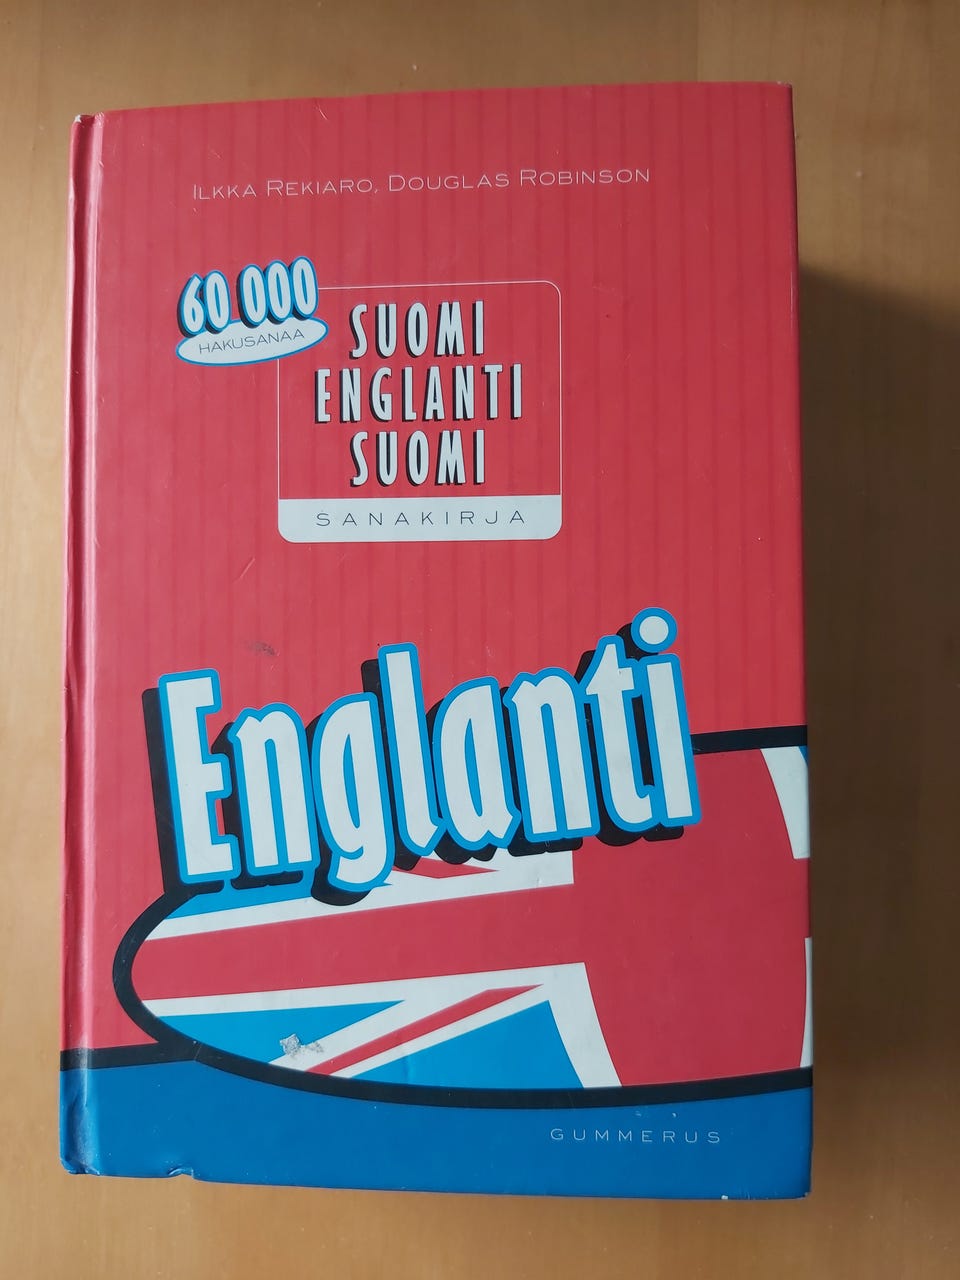 ILKKA REKIARO, DOUGLAS ROBINSON
60 000
HAKUSANAA
SUOMI
ENGLANTI
SUOMI
SANAKIRJA
Englanti
GUMMERUS